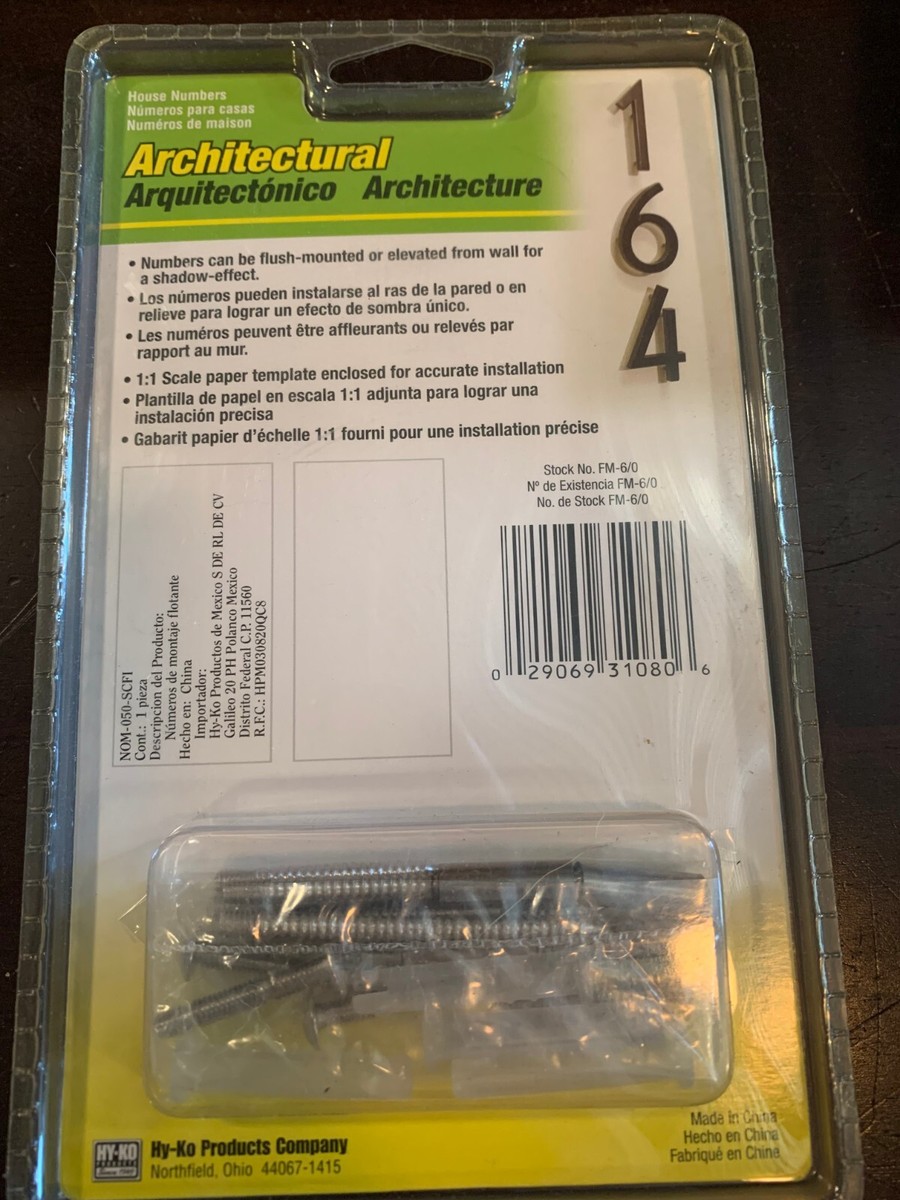 House Numbers
Números para casas
Numéros de maison
Architectural
Arquitectónico Architecture
1
6
4
• Numbers can be flush-mounted or elevated from wall for
a shadow-effect.
• Los números pueden instalarse al ras de la pared o en
relieve para lograr un efecto de sombra único.
• Les numéros peuvent être affleurants ou relevés par
rapport au mur.
• 1:1 Scale paper template enclosed for accurate installation
• Plantilla de papel en escala 1:1 adjunta para lograr una
instalación precisa
• Gabarit papier d'échelle 1:1 fourni pour une installation précise
NOM-050-SCFI
Cont.: 1 pieza
Descripcion del Producto:
Números de montaje flotante
Hecho en: China
Importador:
Hy-Ko Productos de Mexico S DE RL DE CV
Galileo 20 PH Polanco Mexico
Distrito Federal C.P. 11560
R.F.C.: HPM030820QC8
Stock No. FM-6/0
Nº de Existencia FM-6/0
No. de Stock FM-6/0
0 29069 31080 6
HY-KO
PRODUCTS
Hy-Ko Products Company
Northfield, Ohio 44067-1415
Made in China
Hecho en China
Fabriqué en Chine